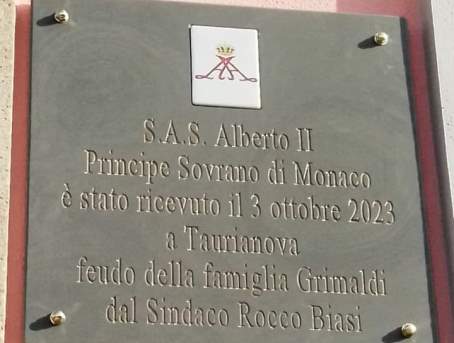 S.A.S. Alberto II
Principe Sovrano di Monaco
è stato ricevuto il 3 ottobre 2023
a Taurianova
feudo della famiglia Grimaldi
dal Sindaco Rocco Biasi